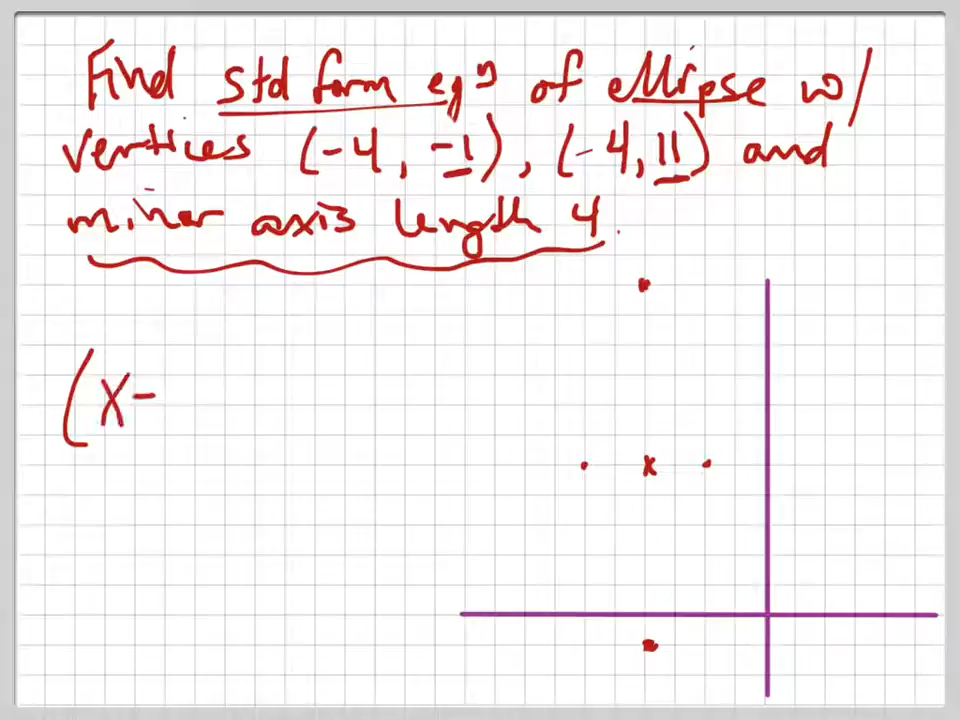 Find std form eqⁿ of ellipse w/
vertices (-4, -1), (-4, 11) and
minor axis length 4.
(x-